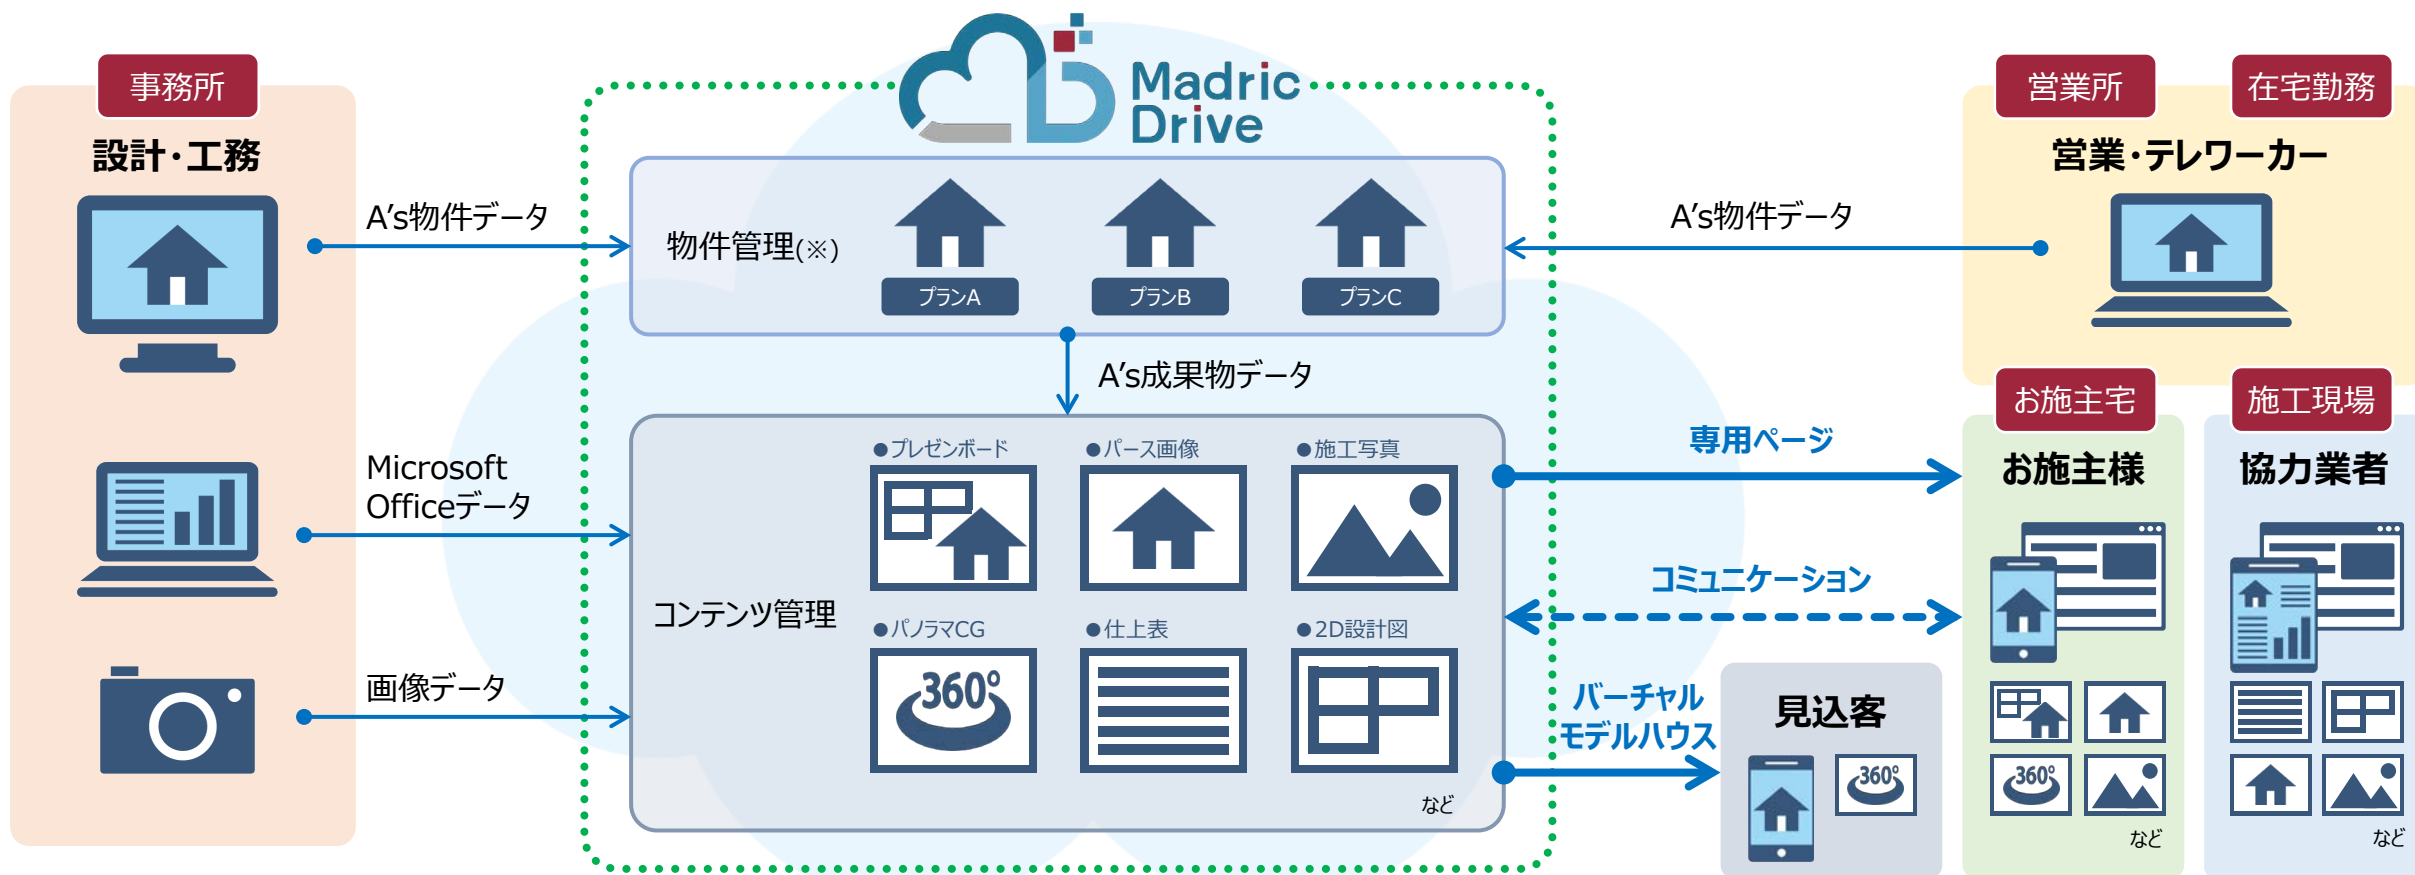 Madric
Drive
事務所
設計・工務
A's物件データ
Microsoft
Officeデータ
画像データ
物件管理(※)
プランA
プランB
プランC
A's成果物データ
コンテンツ管理
●プレゼンボード
●パース画像
●施工写真
●パノラマCG
●仕上表
●2D設計図
360°
など
営業所
在宅勤務
営業・テレワーカー
A's物件データ
専用ページ
コミュニケーション
バーチャル
モデルハウス
見込客
360°
お施主宅
お施主様
360°
など
施工現場
協力業者
など